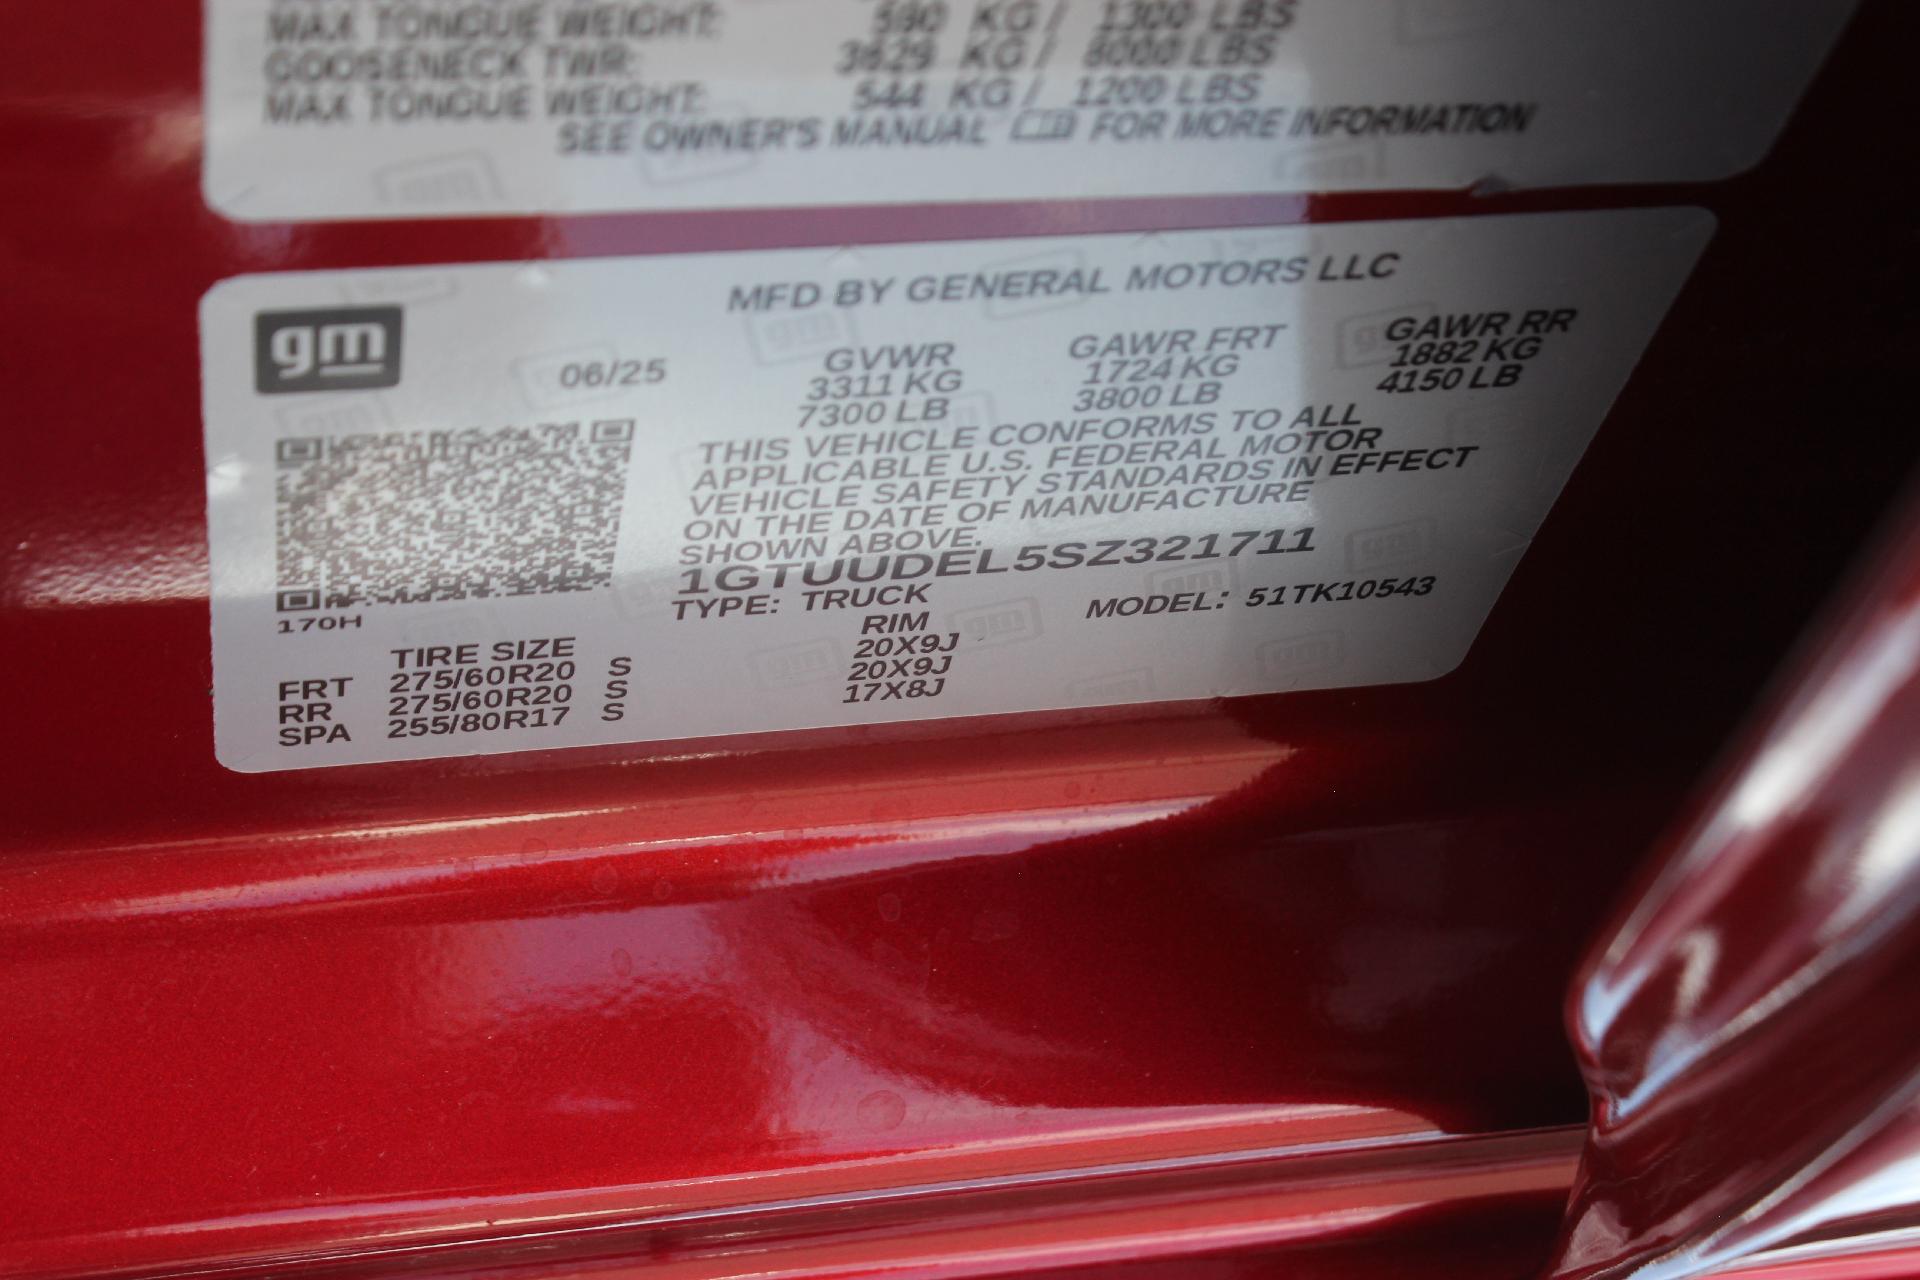 MAX TONGUE WEIGHT: 590 KG / 1300 LBS
GOOSENECK TWR: 3629 KG / 8000 LBS
MAX TONGUE WEIGHT: 544 KG / 1200 LBS
SEE OWNER'S MANUAL FOR MORE INFORMATION
MFD BY GENERAL MOTORS LLC
gm 06/25
GVWR GAWR FRT GAWR RR
3311 KG 1724 KG 1882 KG
7300 LB 3800 LB 4150 LB
THIS VEHICLE CONFORMS TO ALL
APPLICABLE U.S. FEDERAL MOTOR
VEHICLE SAFETY STANDARDS IN EFFECT
ON THE DATE OF MANUFACTURE
SHOWN ABOVE.
1GTUUDEL5SZ321711
TYPE: TRUCK MODEL: 51TK10543
170H
TIRE SIZE RIM
FRT 275/60R20 S 20X9J
RR 275/60R20 S 20X9J
SPA 255/80R17 S 17X8J